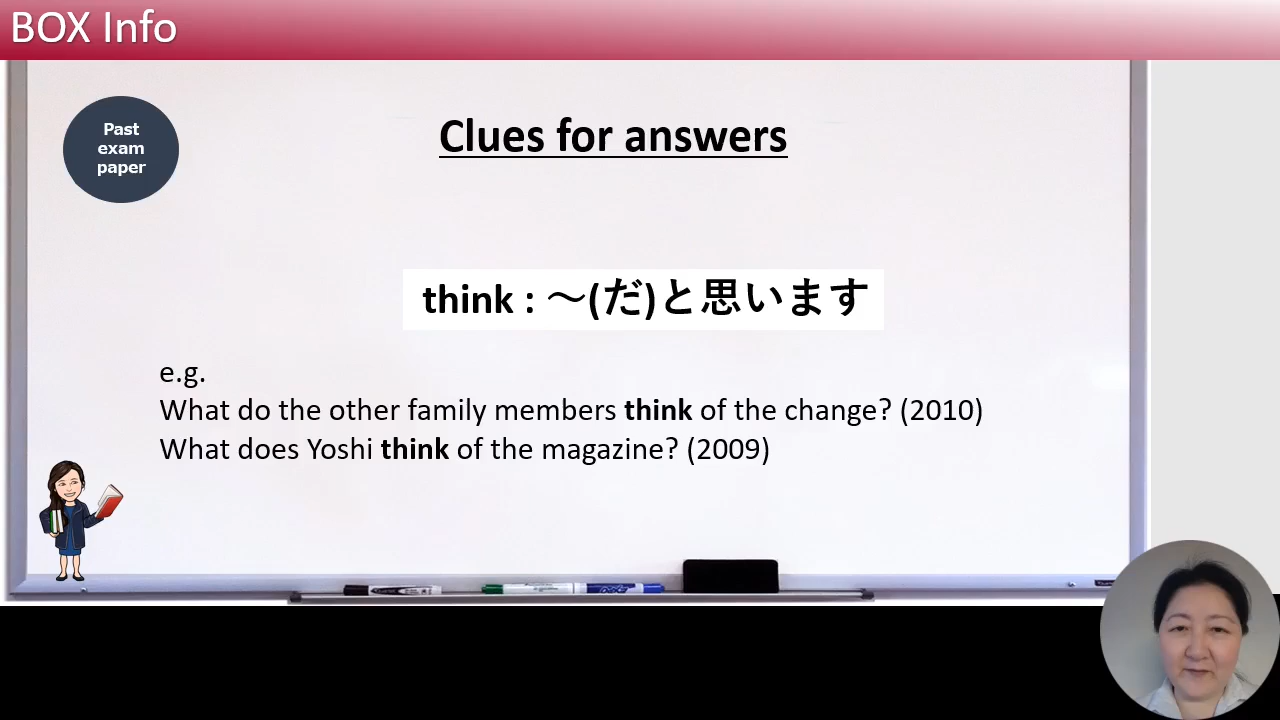 BOX Info
Past
exam
paper
Clues for answers
think : ～(だ)と思います
e.g.
What do the other family members think of the change? (2010)
What does Yoshi think of the magazine? (2009)